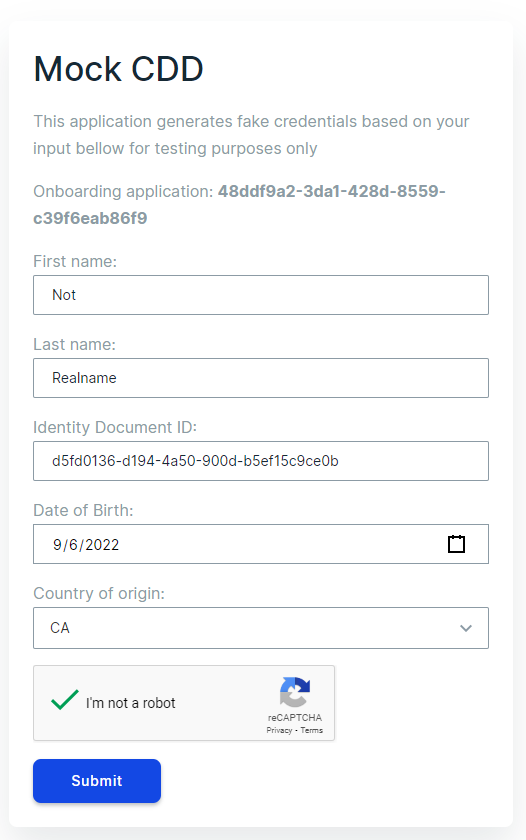 Mock CDD
This application generates fake credentials based on your
input bellow for testing purposes only
Onboarding application: 48ddf9a2-3da1-428d-8559-
c39f6eab86f9
First name:
Not
Last name:
Realname
Identity Document ID:
d5fd0136-d194-4a50-900d-b5ef15c9ce0b
Date of Birth:
9/6/2022
Country of origin:
CA
I'm not a robot
reCAPTCHA
Privacy - Terms
Submit